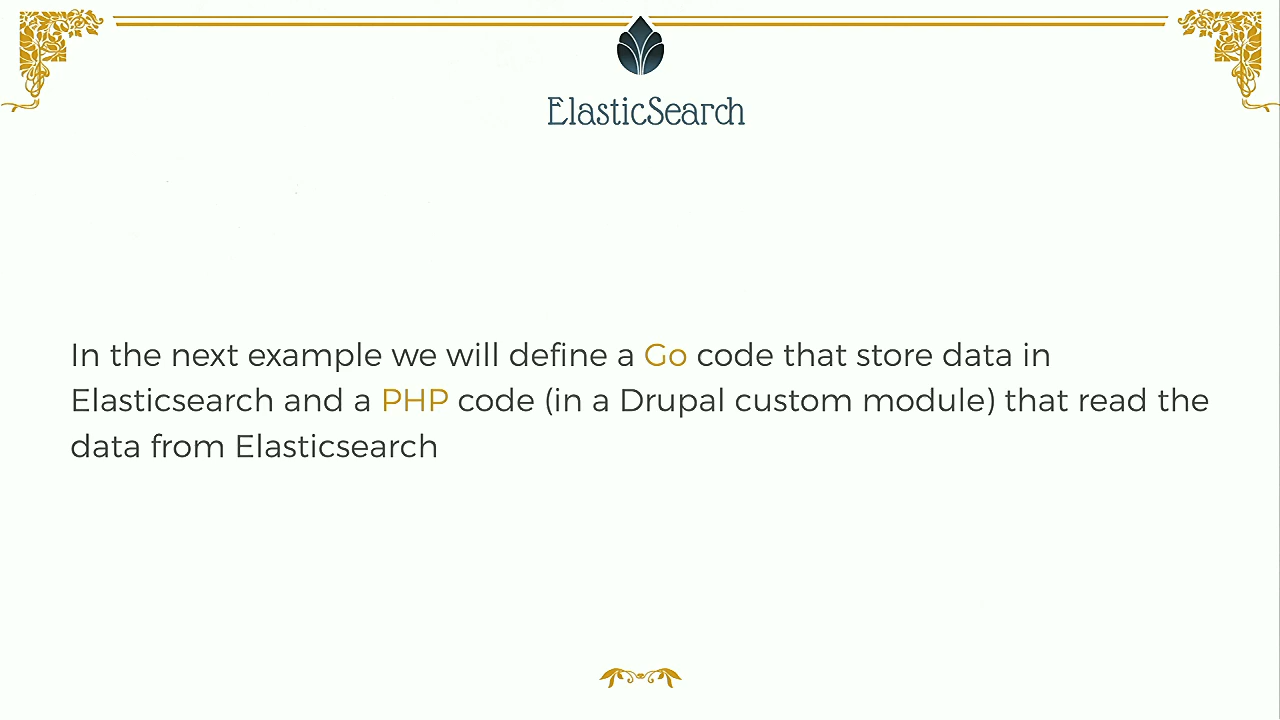 ElasticSearch
In the next example we will define a Go code that store data in
Elasticsearch and a PHP code (in a Drupal custom module) that read the
data from Elasticsearch